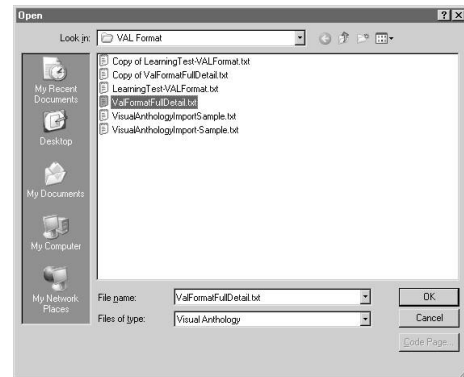 Open
Look in: VAL Format
My Recent Documents
Desktop
My Documents
My Computer
My Network Places
Copy of LearningTest-VALFormat.txt
Copy of ValFormatFullDetail.txt
LearningTest-VALFormat.txt
ValFormatFullDetail.txt
VisualAnthologyImportSample.txt
VisualAnthologyImport-Sample.txt
File name: ValFormatFullDetail.txt OK
Files of type: Visual Anthology Cancel
Code Page...